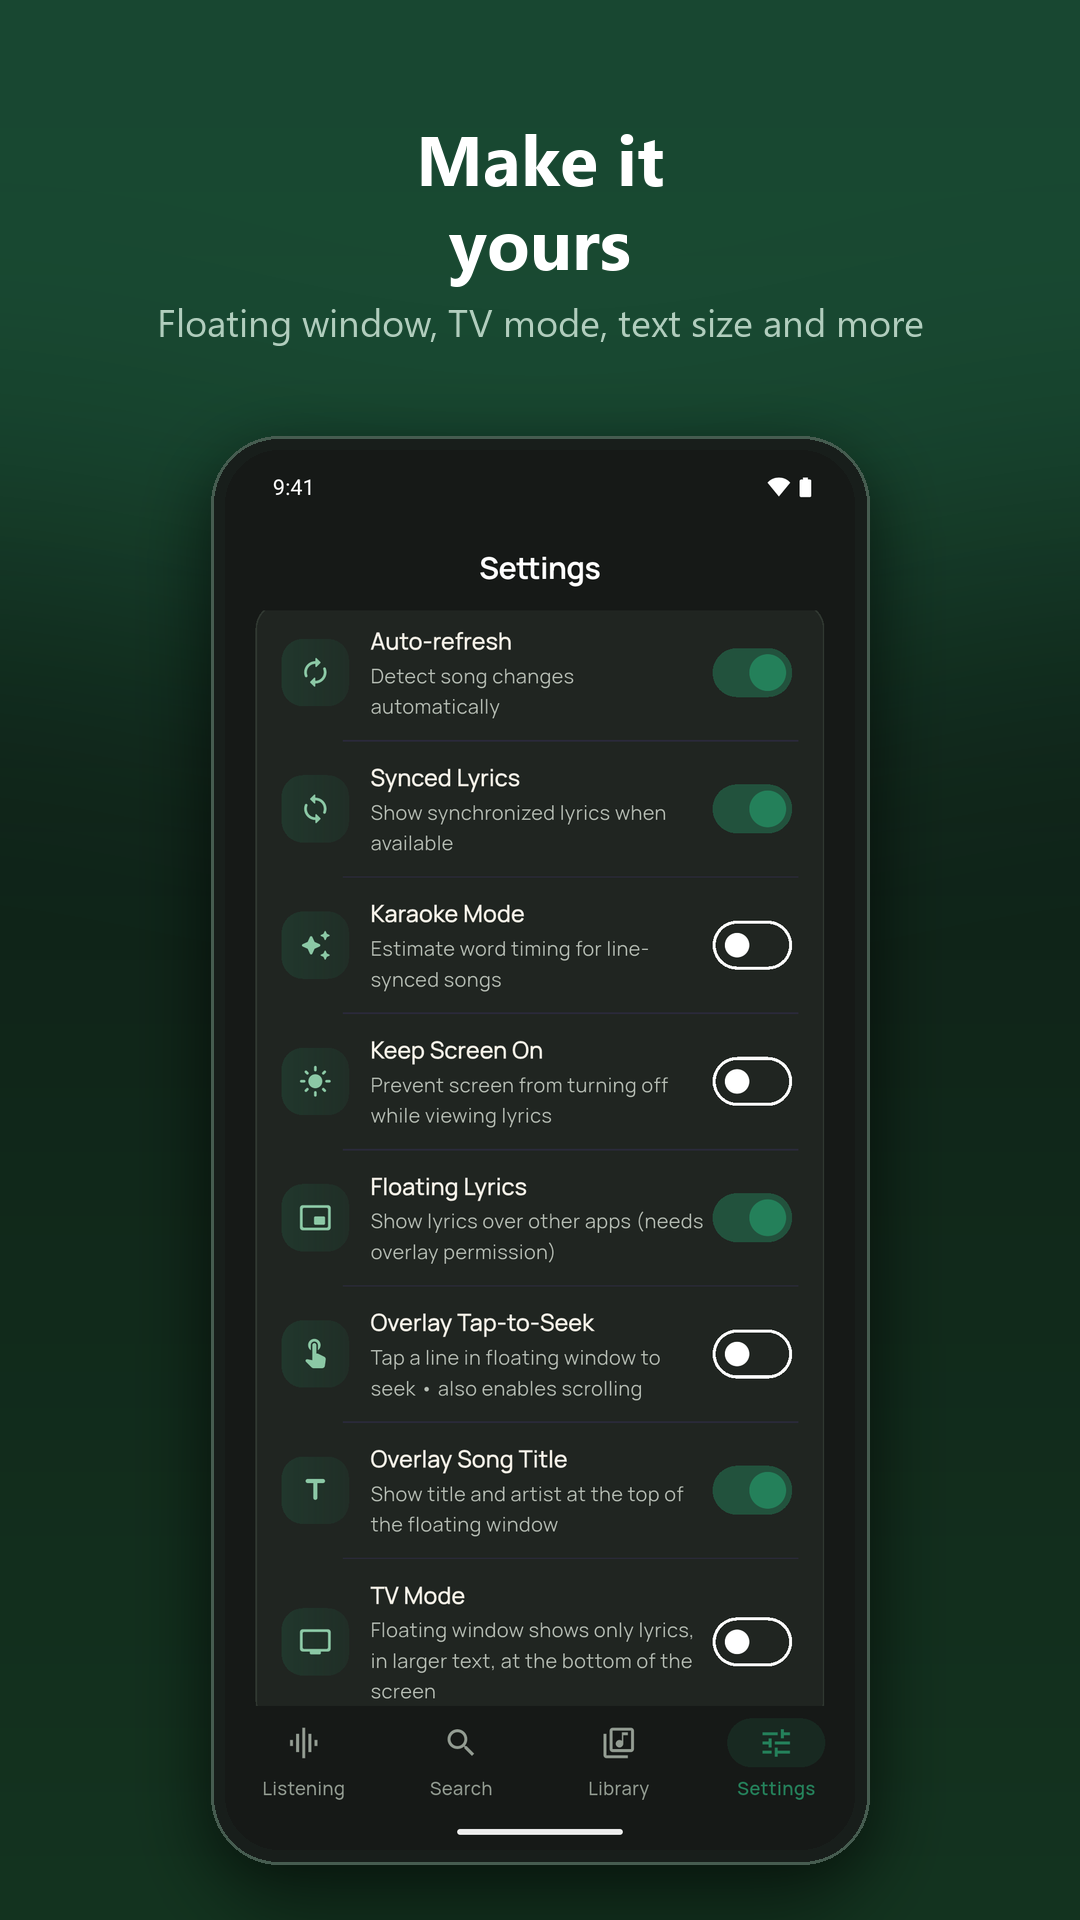 Make it
yours
Floating window, TV mode, text size and more
9:41
Settings
Auto-refresh
Detect song changes
automatically
Synced Lyrics
Show synchronized lyrics when
available
Karaoke Mode
Estimate word timing for line-
synced songs
Keep Screen On
Prevent screen from turning off
while viewing lyrics
Floating Lyrics
Show lyrics over other apps (needs
overlay permission)
Overlay Tap-to-Seek
Tap a line in floating window to
seek • also enables scrolling
Overlay Song Title
Show title and artist at the top of
the floating window
TV Mode
Floating window shows only lyrics,
in larger text, at the bottom of the
screen
Listening Search Library Settings